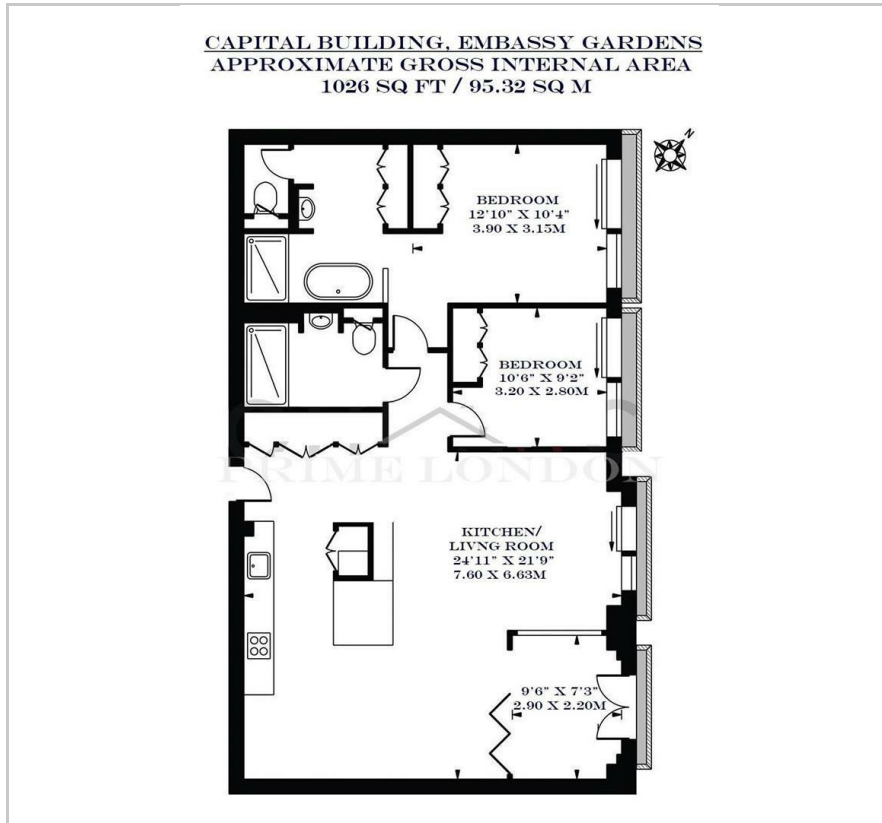 CAPITAL BUILDING, EMBASSY GARDENS
APPROXIMATE GROSS INTERNAL AREA
1026 SQ FT / 95.32 SQ M
N
BEDROOM
12'10" X 10'4"
3.90 X 3.15M
BEDROOM
10'6" X 9'2"
3.20 X 2.80M
PRIME LONDON
KITCHEN/
LIVNG ROOM
24'11" X 21'9"
7.60 X 6.63M
9'6" X 7'3"
2.90 X 2.20M